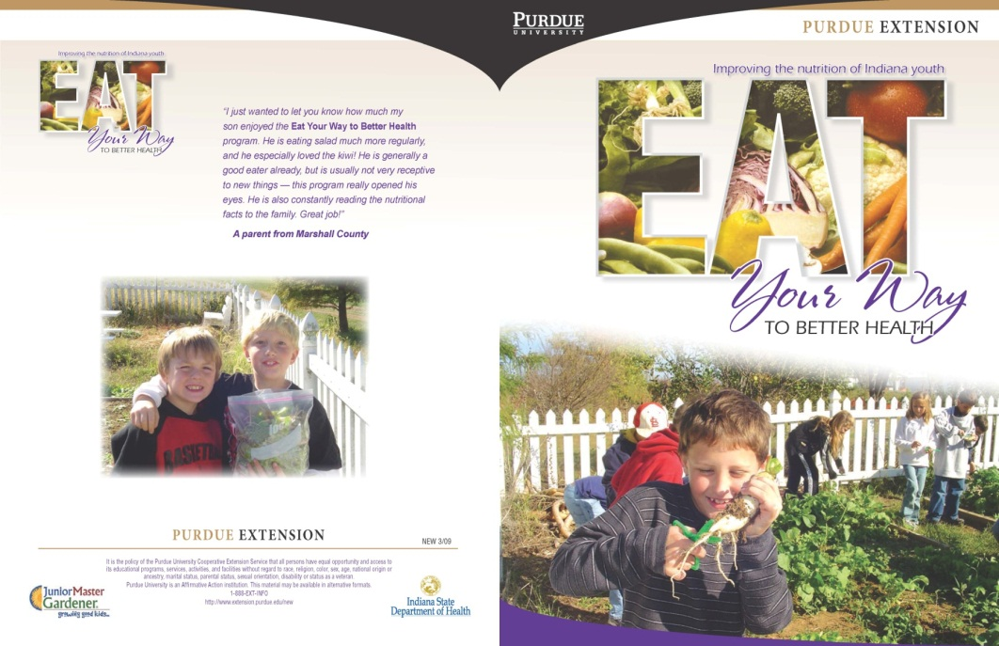 Improving the nutrition of Indiana youth
EAT
Your Way
TO BETTER HEALTH
“I just wanted to let you know how much my
son enjoyed the Eat Your Way to Better Health
program. He is eating salad much more regularly,
and he especially loved the kiwi! He is generally a
good eater already, but is usually not very receptive
to new things — this program really opened his
eyes. He is also constantly reading the nutritional
facts to the family. Great job!”
A parent from Marshall County
PURDUE EXTENSION
NEW 3/09
It is the policy of the Purdue University Cooperative Extension Service that all persons have equal opportunity and access to
its educational programs, services, activities, and facilities without regard to race, religion, color, sex, age, national origin or
ancestry, marital status, parental status, sexual orientation, disability or status as a veteran.
Purdue University is an Affirmative Action institution. This material may be available in alternative formats.
1-888-EXT-INFO
http://www.extension.purdue.edu/new
Junior Master
Gardener®
growing good kids™
Indiana State
Department of Health
PURDUE
UNIVERSITY
PURDUE EXTENSION
Improving the nutrition of Indiana youth
EAT
Your Way
TO BETTER HEALTH